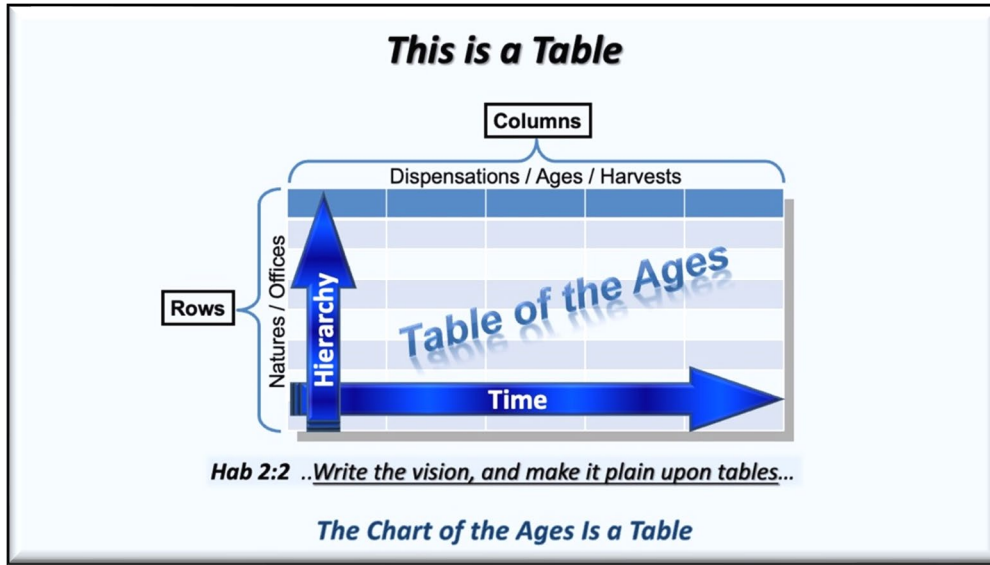 This is a Table
Columns
Dispensations / Ages / Harvests
Rows
Natures / Offices
Hierarchy
Table of the Ages
Time
Hab 2:2 ..Write the vision, and make it plain upon tables...
The Chart of the Ages Is a Table